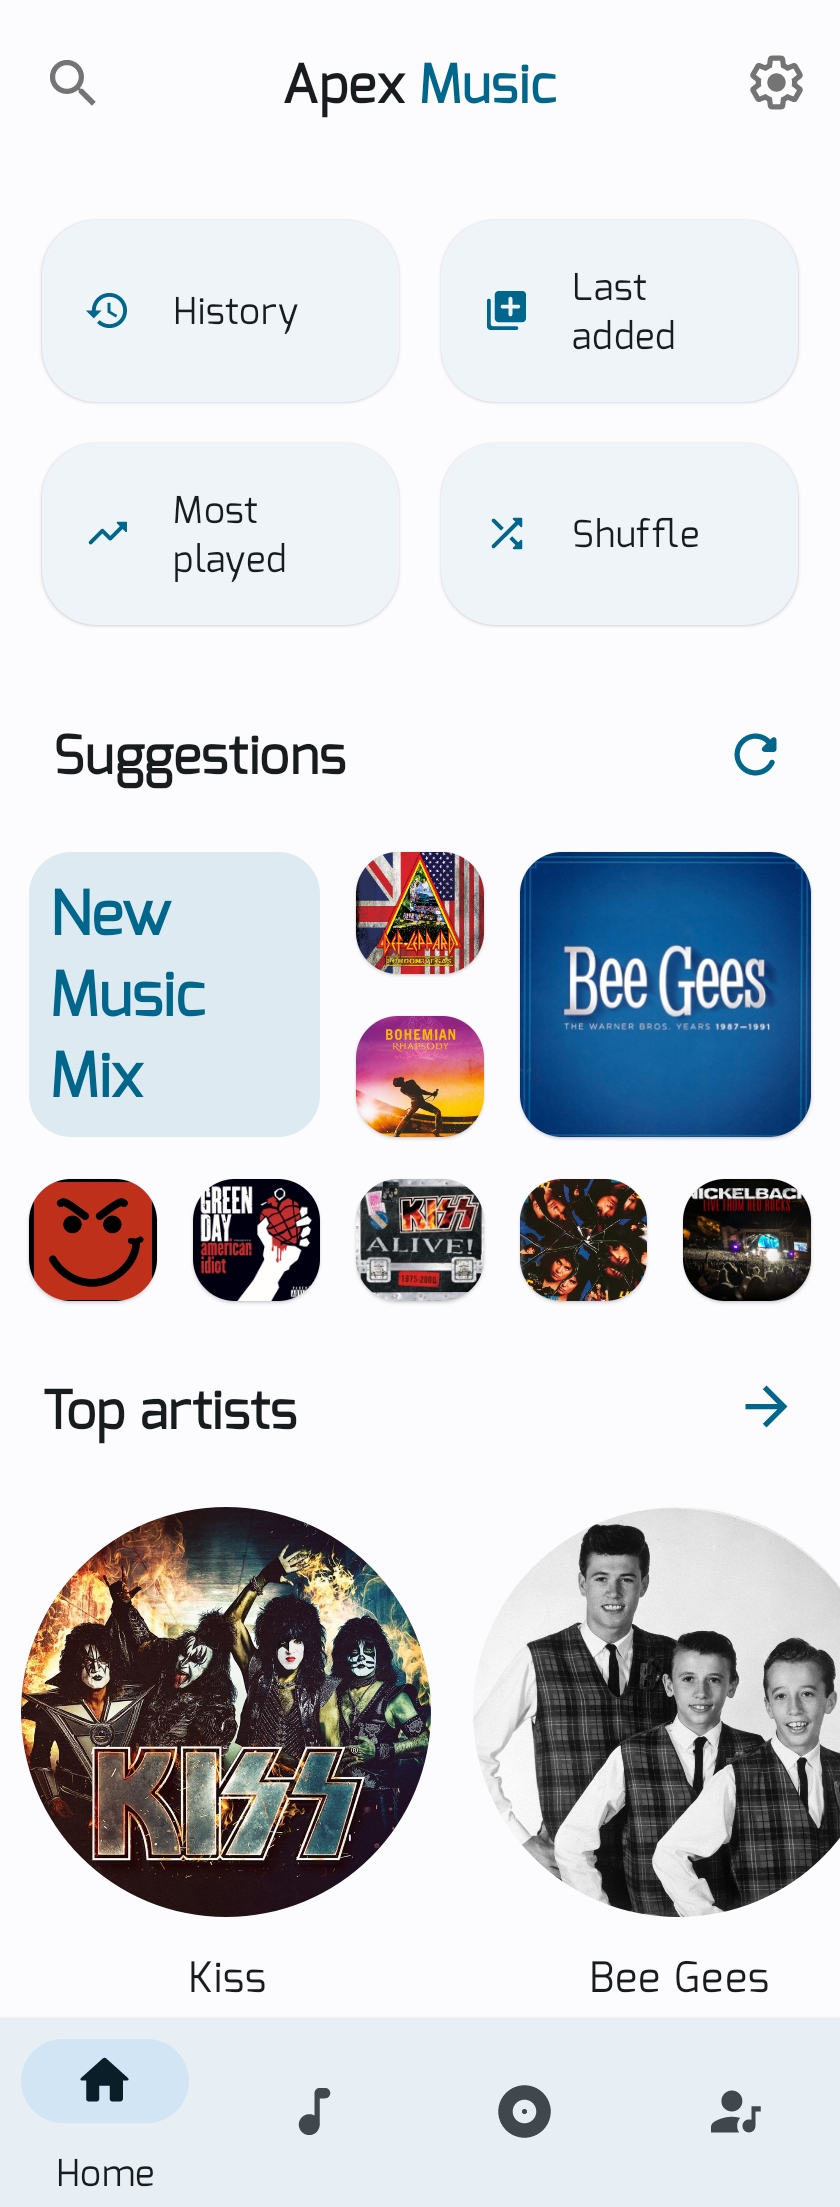 Apex Music
History
Last
added
Most
played
Shuffle
Suggestions
New
Music
Mix
DEF LEPPARD
BOHEMIAN
RHAPSODY
Bee Gees
THE WARNER BROS. YEARS 1987–1991
GREEN
DAY
american
idiot
KISS
ALIVE!
1975-2000
NICKELBACK
LIVE FROM RED ROCKS
Top artists
KISS
Kiss
Bee Gees
Home